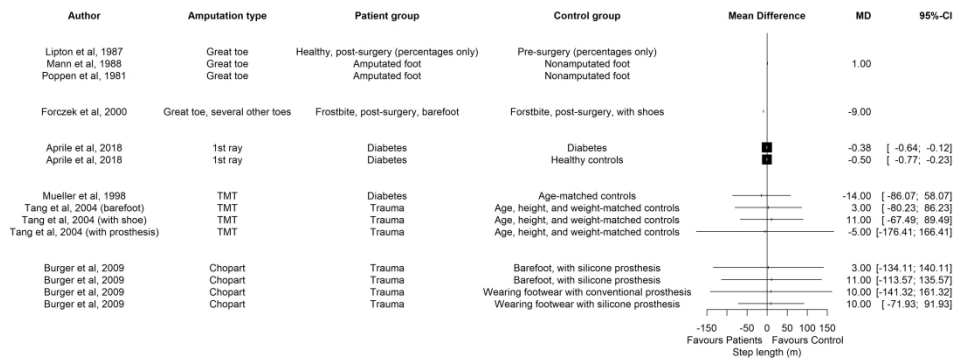 Author Amputation type Patient group Control group Mean Difference MD 95%-CI
Lipton et al, 1987 Great toe Healthy, post-surgery (percentages only) Pre-surgery (percentages only)
Mann et al, 1988 Great toe Amputated foot Nonamputated foot 1.00
Poppen et al, 1981 Great toe Amputated foot Nonamputated foot
Forczek et al, 2000 Great toe, several other toes Frostbite, post-surgery, barefoot Forstbite, post-surgery, with shoes -9.00
Aprile et al, 2018 1st ray Diabetes Diabetes -0.38 [ -0.64; -0.12]
Aprile et al, 2018 1st ray Diabetes Healthy controls -0.50 [ -0.77; -0.23]
Mueller et al, 1998 TMT Diabetes Age-matched controls -14.00 [ -86.07; 58.07]
Tang et al, 2004 (barefoot) TMT Trauma Age, height, and weight-matched controls 3.00 [ -80.23; 86.23]
Tang et al, 2004 (with shoe) TMT Trauma Age, height, and weight-matched controls 11.00 [ -67.49; 89.49]
Tang et al, 2004 (with prosthesis) TMT Trauma Age, height, and weight-matched controls -5.00 [-176.41; 166.41]
Burger et al, 2009 Chopart Trauma Barefoot, with silicone prosthesis 3.00 [-134.11; 140.11]
Burger et al, 2009 Chopart Trauma Barefoot, with silicone prosthesis 11.00 [-113.57; 135.57]
Burger et al, 2009 Chopart Trauma Wearing footwear with conventional prosthesis 10.00 [-141.32; 161.32]
Burger et al, 2009 Chopart Trauma Wearing footwear with silicone prosthesis 10.00 [ -71.93; 91.93]
-150 -100 -50 0 50 100 150
Favours Patients Favours Control
Step length (m)